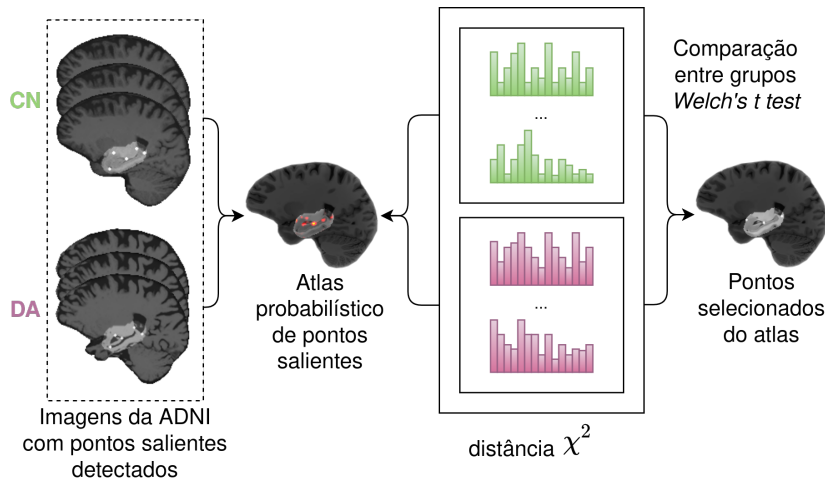 CN
DA
Imagens da ADNI
com pontos salientes
detectados
Atlas
probabilístico
de pontos
salientes
...
...
distância χ²
Comparação
entre grupos
Welch's t test
Pontos
selecionados
do atlas